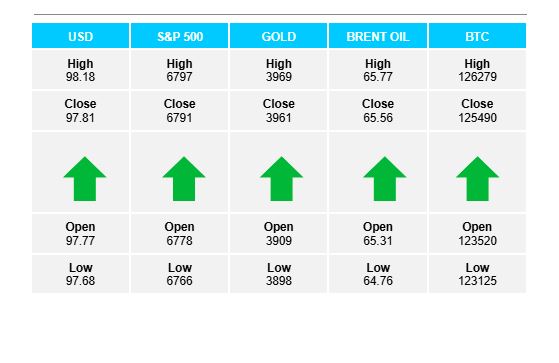 USD S&P 500 GOLD BRENT OIL BTC
High High High High High
98.18 6797 3969 65.77 126279
Close Close Close Close Close
97.81 6791 3961 65.56 125490
Open Open Open Open Open
97.77 6778 3909 65.31 123520
Low Low Low Low Low
97.68 6766 3898 64.76 123125